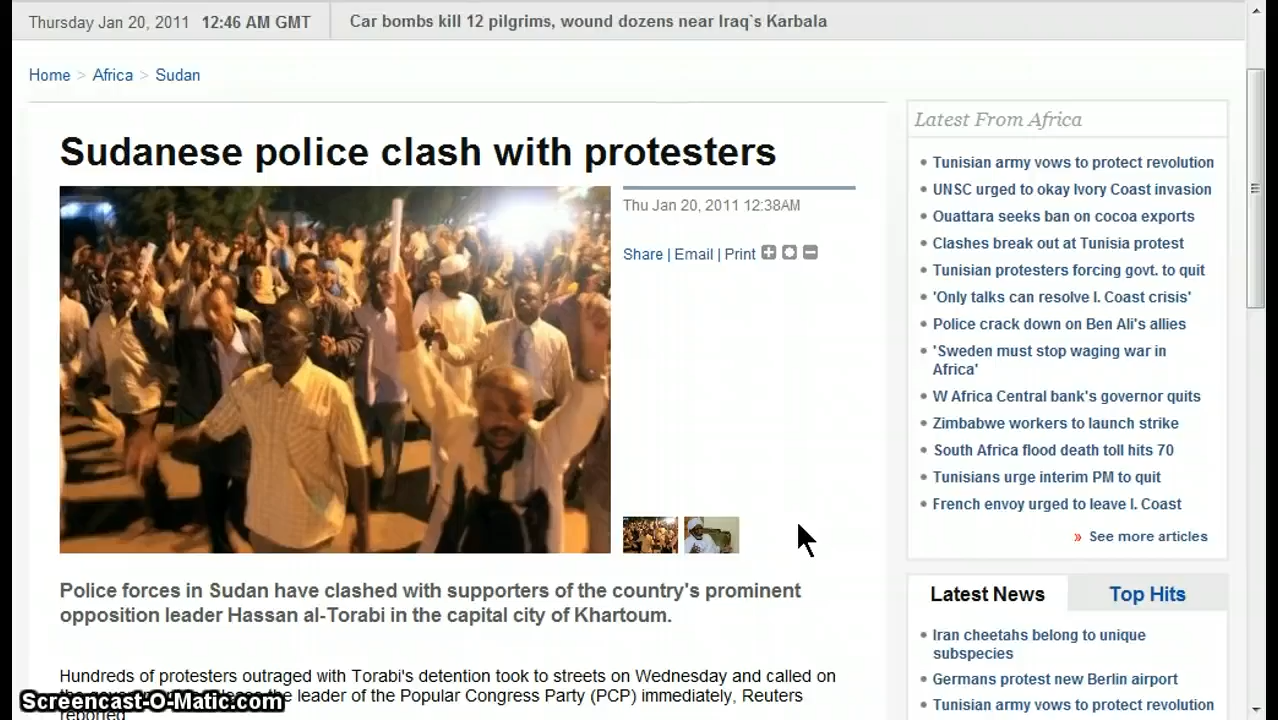 Thursday Jan 20, 2011 12:46 AM GMT
Car bombs kill 12 pilgrims, wound dozens near Iraq`s Karbala
Home > Africa > Sudan
Sudanese police clash with protesters
Thu Jan 20, 2011 12:38AM
Share | Email | Print
Police forces in Sudan have clashed with supporters of the country's prominent
opposition leader Hassan al-Torabi in the capital city of Khartoum.
Hundreds of protesters outraged with Torabi's detention took to streets on Wednesday and called on
the leader of the Popular Congress Party (PCP) immediately, Reuters
reported
Latest From Africa
Tunisian army vows to protect revolution
UNSC urged to okay Ivory Coast invasion
Ouattara seeks ban on cocoa exports
Clashes break out at Tunisia protest
Tunisian protesters forcing govt. to quit
'Only talks can resolve I. Coast crisis'
Police crack down on Ben Ali's allies
'Sweden must stop waging war in
Africa'
W Africa Central bank's governor quits
Zimbabwe workers to launch strike
South Africa flood death toll hits 70
Tunisians urge interim PM to quit
French envoy urged to leave I. Coast
» See more articles
Latest News
Top Hits
Iran cheetahs belong to unique
subspecies
Germans protest new Berlin airport
Tunisian army vows to protect revolution
Screencast-O-Matic.com